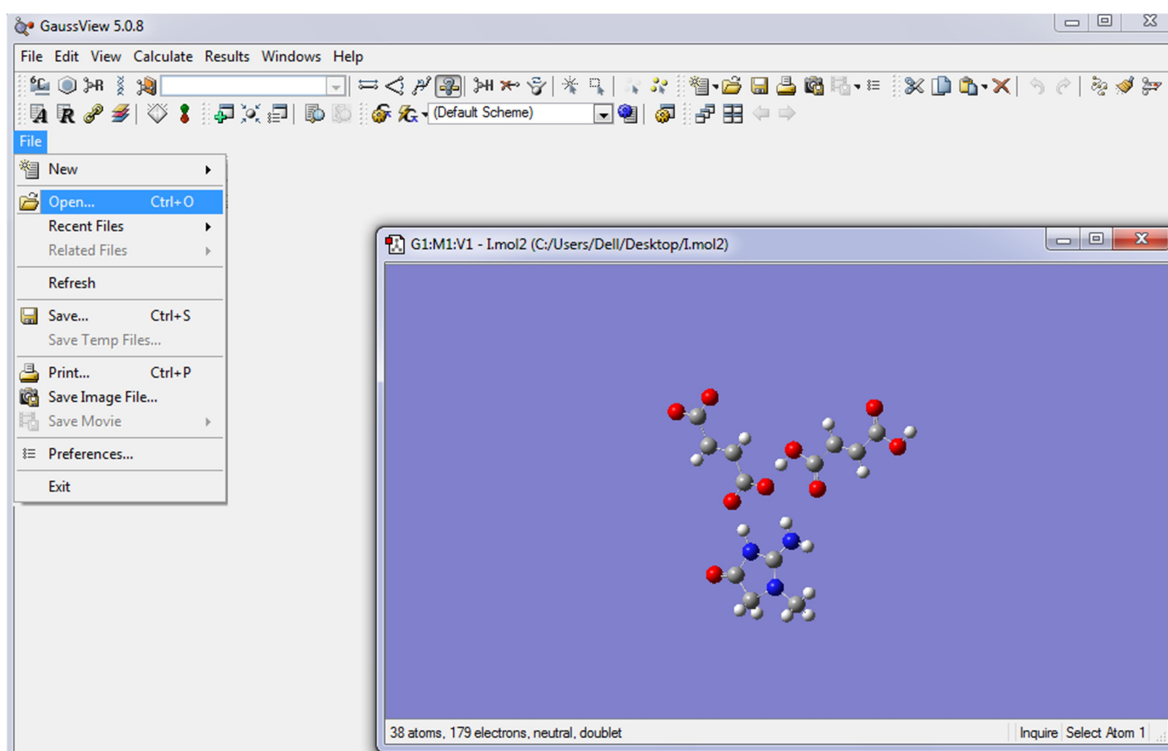 GaussView 5.0.8
File Edit View Calculate Results Windows Help
(Default Scheme)
File
New
Open... Ctrl+O
Recent Files
Related Files
Refresh
Save... Ctrl+S
Save Temp Files...
Print... Ctrl+P
Save Image File...
Save Movie
Preferences...
Exit
G1:M1:V1 - I.mol2 (C:/Users/Dell/Desktop/I.mol2)
38 atoms, 179 electrons, neutral, doublet Inquire Select Atom 1